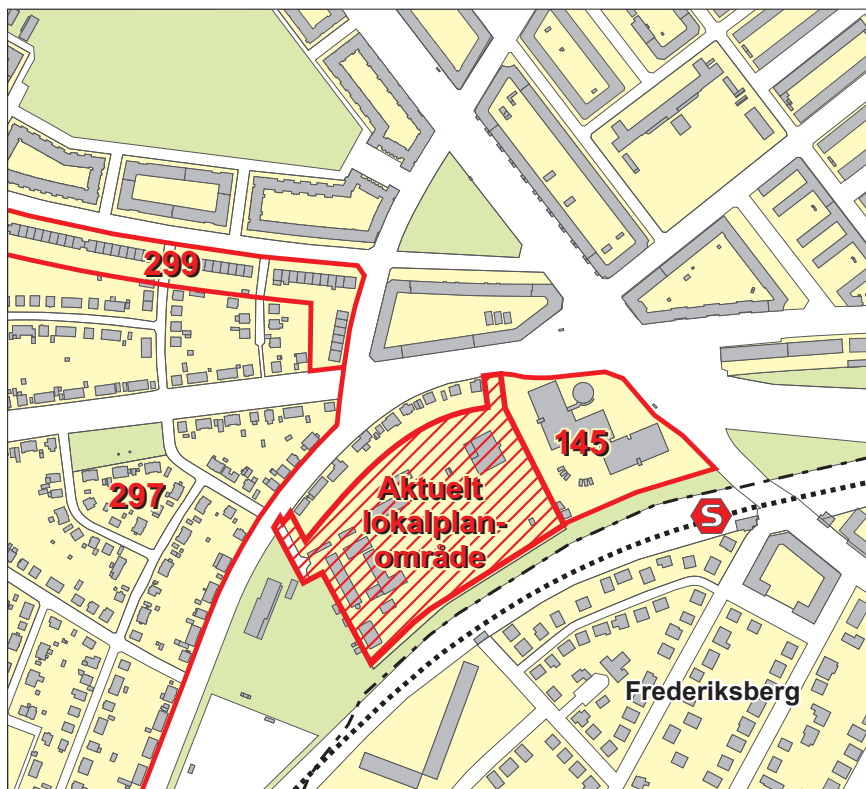 299
145
297
Aktuelt
lokalplan-
område
S
Frederiksberg